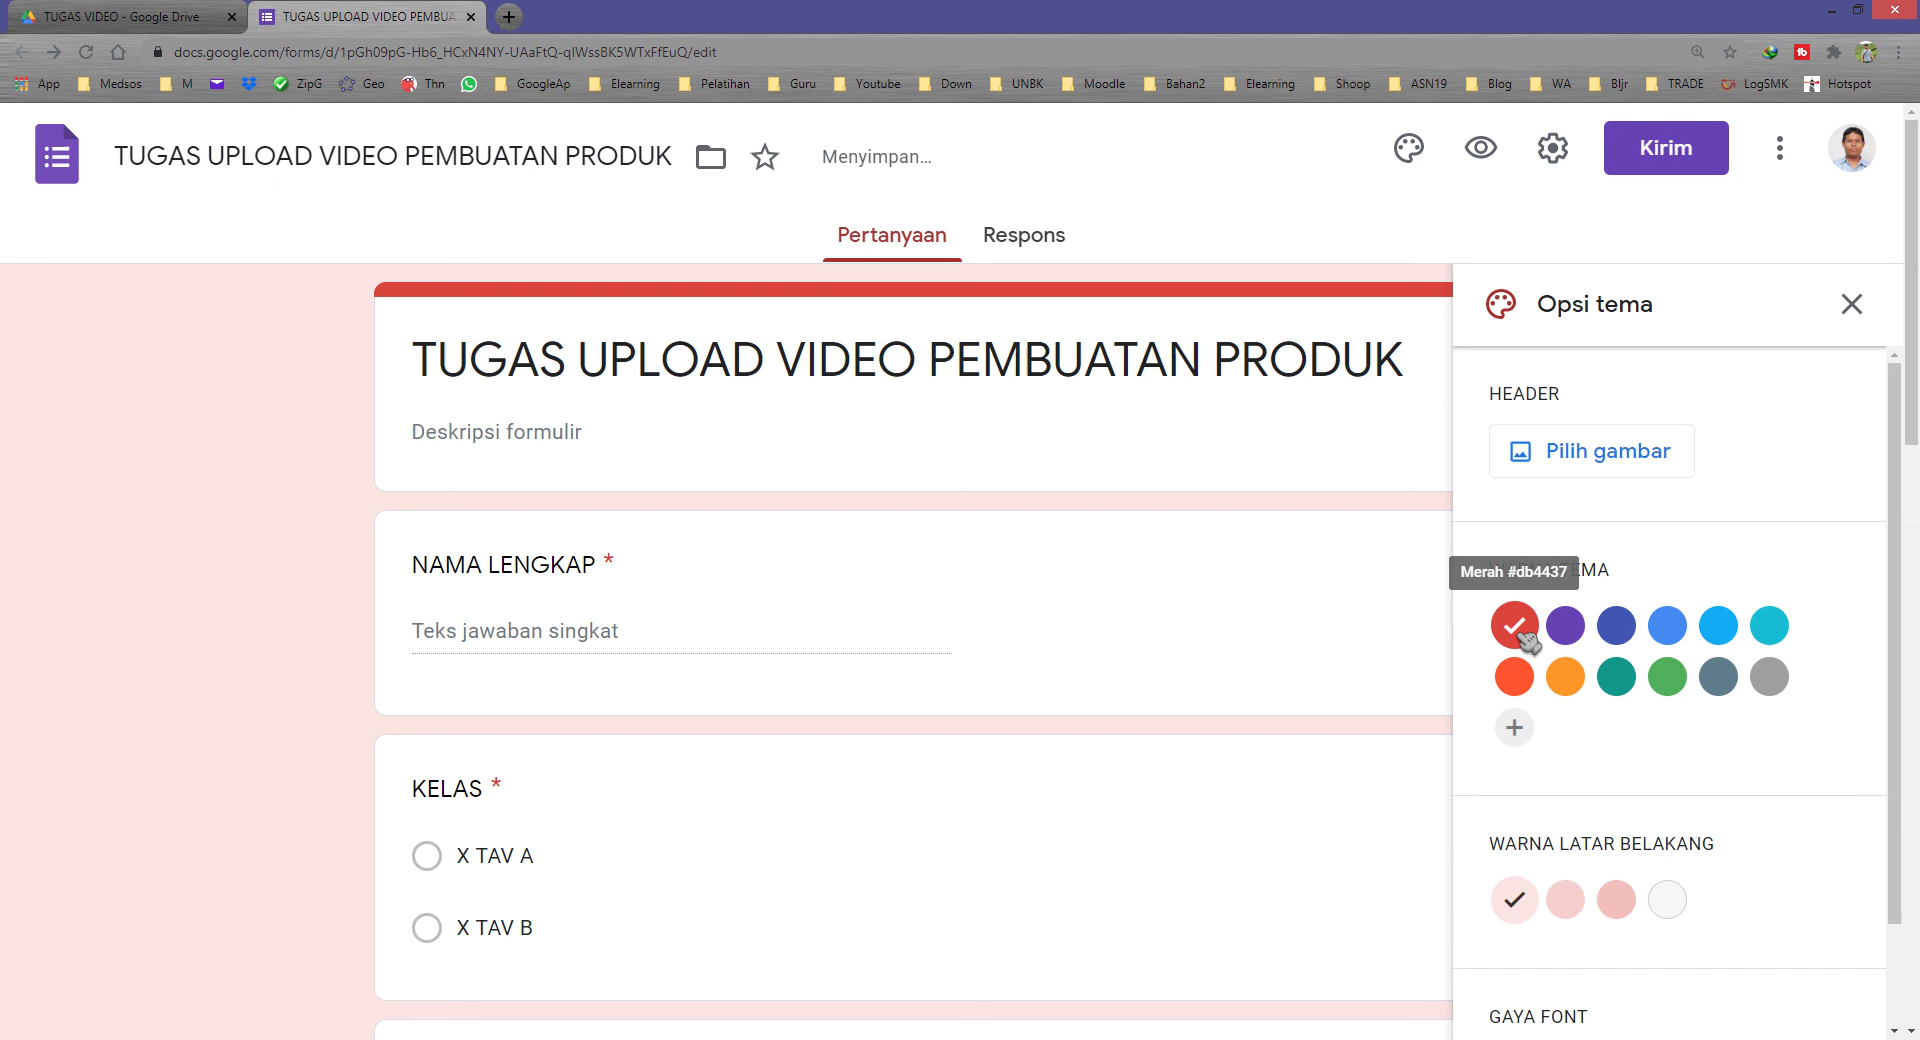 TUGAS VIDEO - Google Drive
TUGAS UPLOAD VIDEO PEMBUA
docs.google.com/forms/d/1pGh09pG-Hb6_HCxN4NY-UAaFtQ-qIWssBK5WTxFfEuQ/edit
App Medsos M ZipG Geo Thn GoogleAp Elearning Pelatihan Guru Youtube Down UNBK Moodle Bahan2 Elearning Shoop ASN19 Blog WA Bljr TRADE LogSMK Hotspot
TUGAS UPLOAD VIDEO PEMBUATAN PRODUK
Menyimpan...
Kirim
Pertanyaan
Respons
TUGAS UPLOAD VIDEO PEMBUATAN PRODUK
Deskripsi formulir
NAMA LENGKAP *
Teks jawaban singkat
KELAS *
X TAV A
X TAV B
Opsi tema
HEADER
Pilih gambar
Merah #db4437
EMA
WARNA LATAR BELAKANG
GAYA FONT